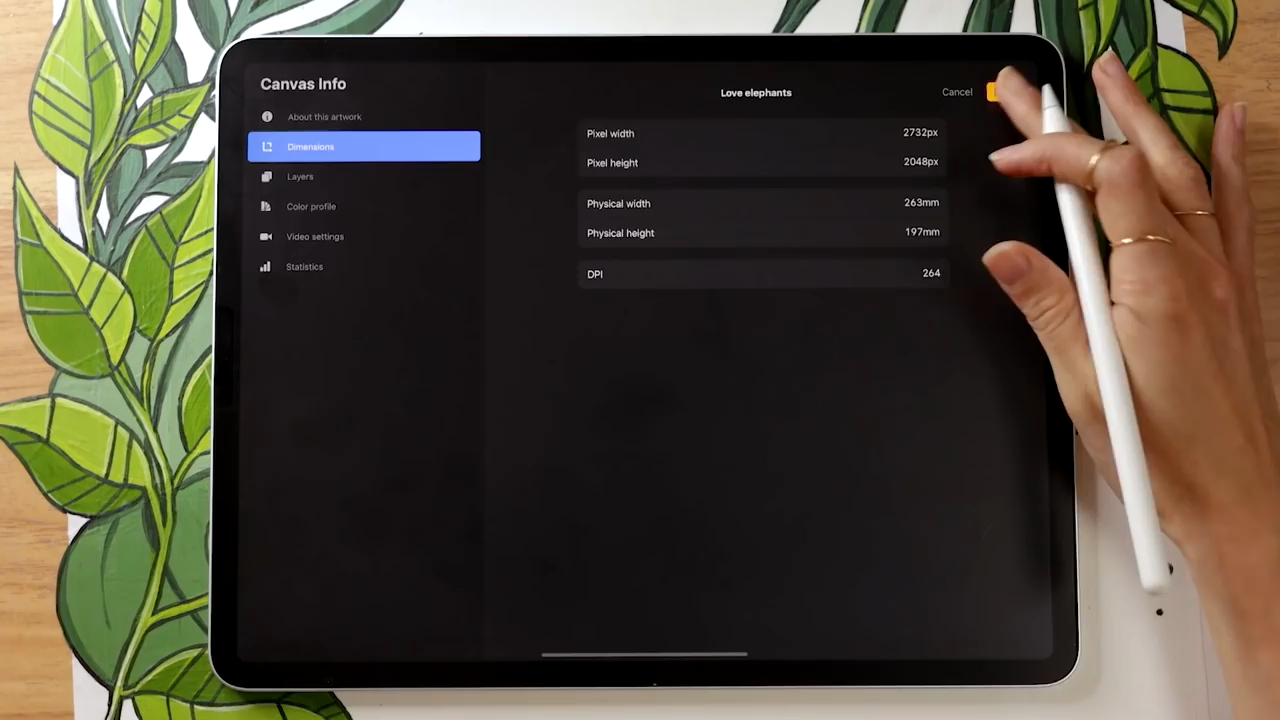 Canvas Info
About this artwork
Dimensions
Layers
Color profile
Video settings
Statistics
Love elephants
Cancel
Pixel width 2732px
Pixel height 2048px
Physical width 263mm
Physical height 197mm
DPI 264